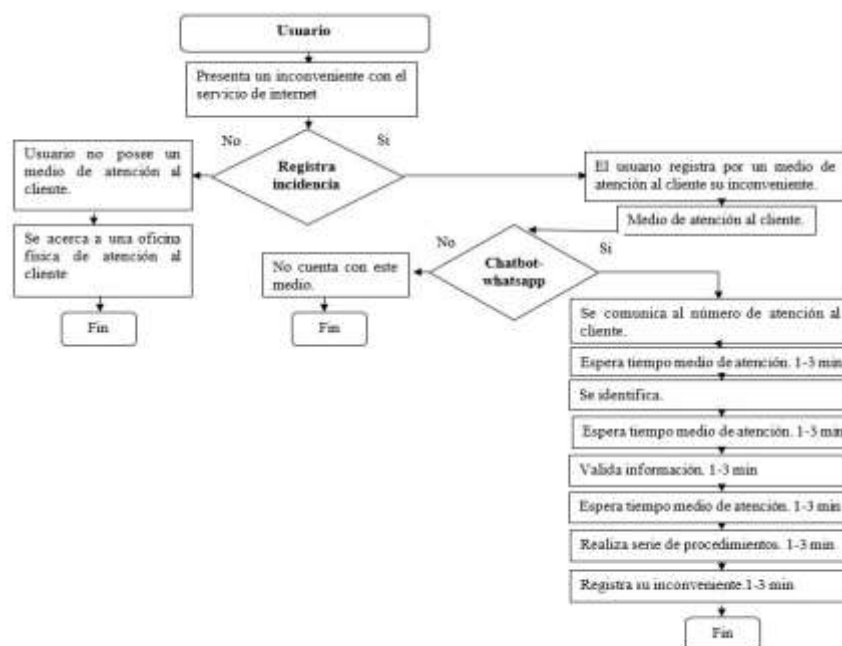 Usuario
Presenta un inconveniente con el
servicio de internet
No
Si
Registra
incidencia
Usuario no posee un
medio de atención al
cliente.
Se acerca a una oficina
física de atención al
cliente
Fin
El usuario registra por un medio de
atención al cliente su inconveniente.
Medio de atención al cliente.
No
Si
Chatbot-
whatsapp
No cuenta con este
medio.
Fin
Se comunica al número de atención al
cliente.
Espera tiempo medio de atención. 1-3 min
Se identifica.
Espera tiempo medio de atención. 1-3 min
Valida información. 1-3 min
Espera tiempo medio de atención. 1-3 min
Realiza serie de procedimientos. 1-3 min
Registra su inconveniente.1-3 min
Fin